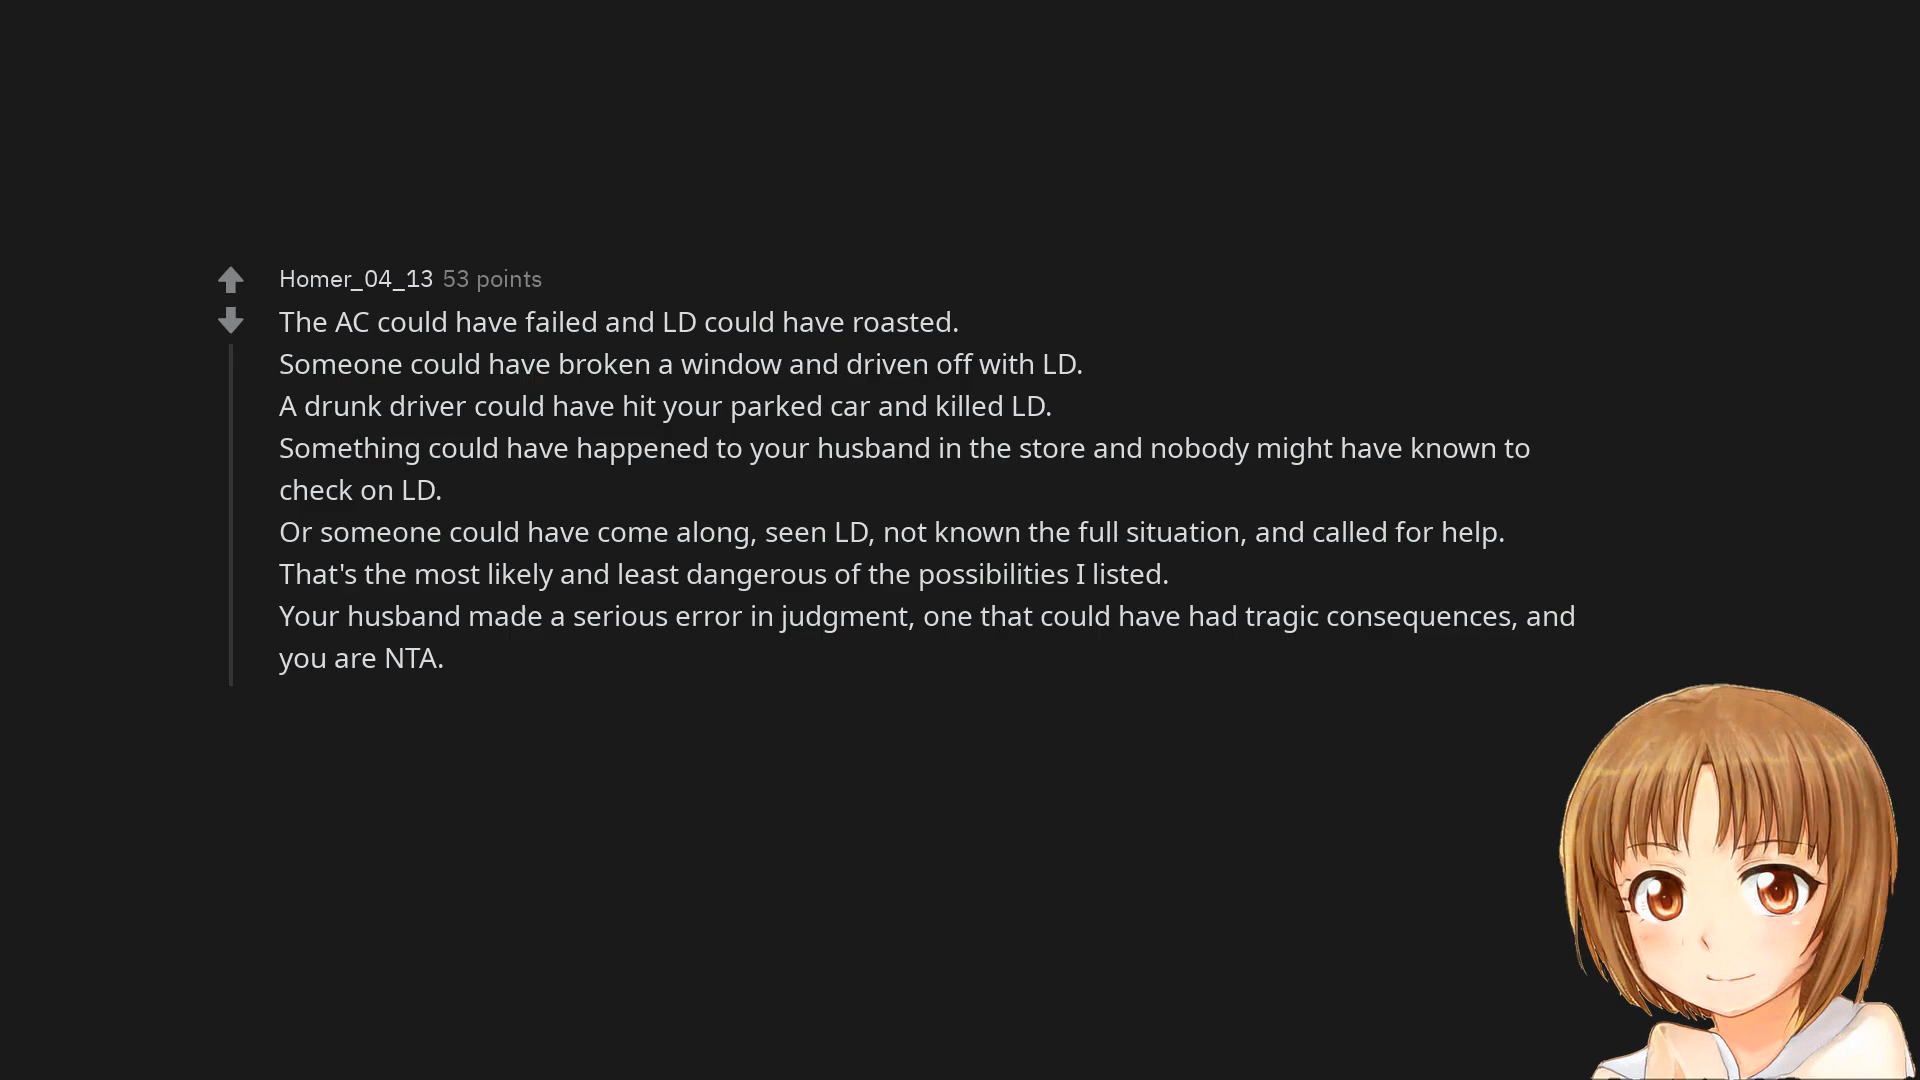 Homer_04_13 53 points
The AC could have failed and LD could have roasted.
Someone could have broken a window and driven off with LD.
A drunk driver could have hit your parked car and killed LD.
Something could have happened to your husband in the store and nobody might have known to
check on LD.
Or someone could have come along, seen LD, not known the full situation, and called for help.
That's the most likely and least dangerous of the possibilities I listed.
Your husband made a serious error in judgment, one that could have had tragic consequences, and
you are NTA.